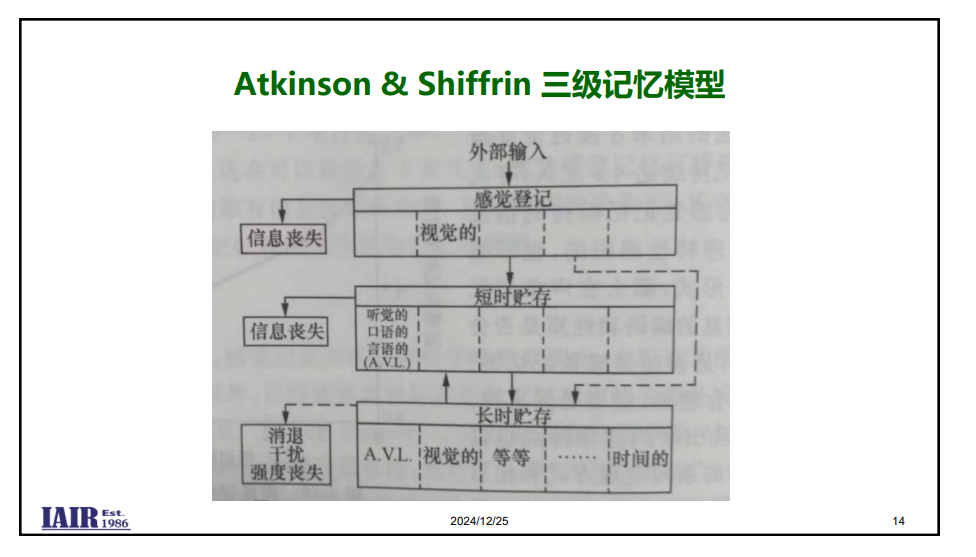 Atkinson & Shiffrin 三级记忆模型
外部输入
感觉登记
视觉的
信息丧失
短时贮存
听觉的
口语的
言语的
(A.V.L.)
信息丧失
长时贮存
A.V.L.
视觉的
等等
……
时间的
消退
干扰
强度丧失
IAIR Est. 1986
2024/12/25
14